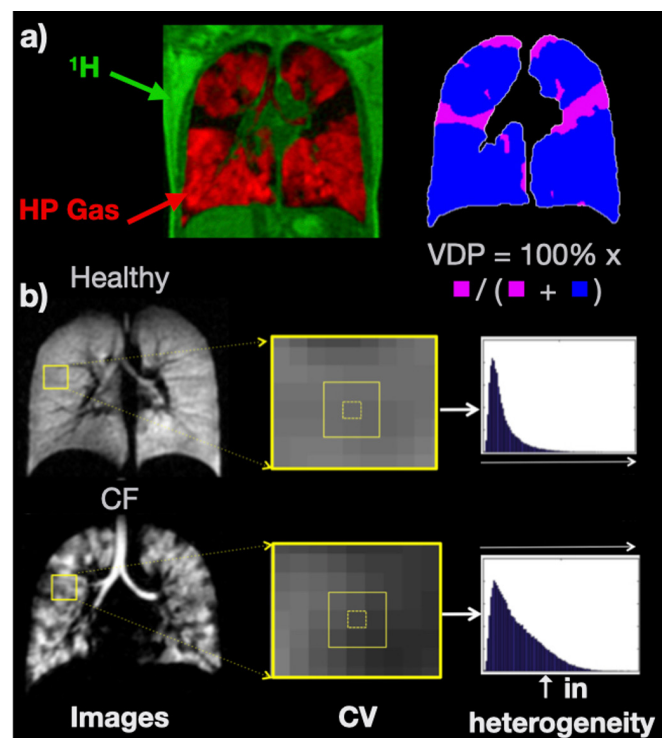 a)
¹H
HP Gas
VDP = 100% x
/ ( + )
b)
Healthy
CF
Images
CV
↑ in
heterogeneity